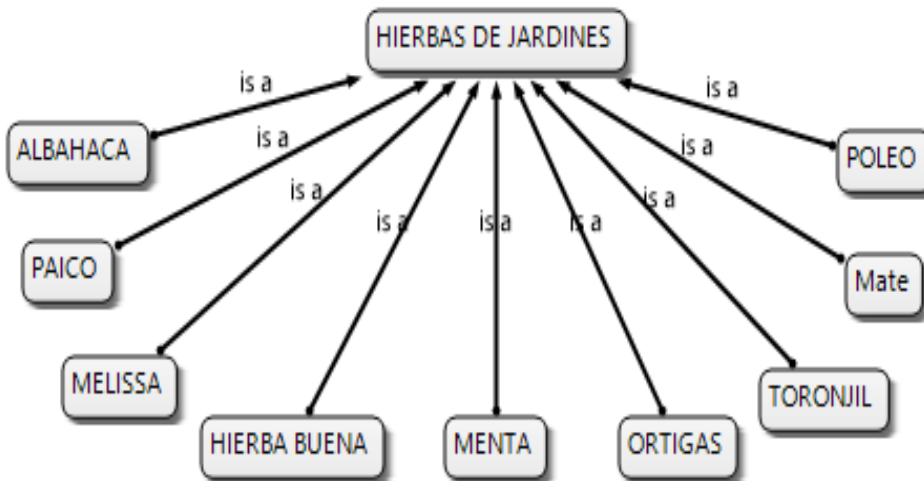 HIERBAS DE JARDINES
is a
is a
is a
is a
is a
is a
is a
is a
is a
ALBAHACA
POLEO
PAICO
Mate
MELISSA
TORONJIL
HIERBA BUENA
MENTA
ORTIGAS